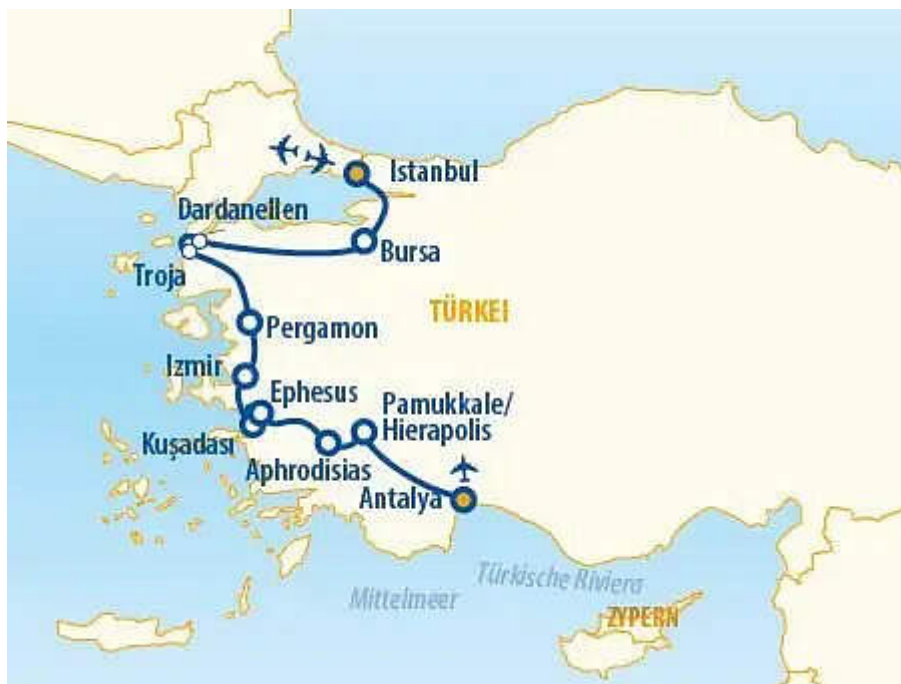 Istanbul
Dardanellen
Bursa
Troja
TÜRKEI
Pergamon
Izmir
Ephesus
Pamukkale/
Hierapolis
Kuşadası
Aphrodisias
Antalya
Türkische Riviera
Mittelmeer
ZYPERN